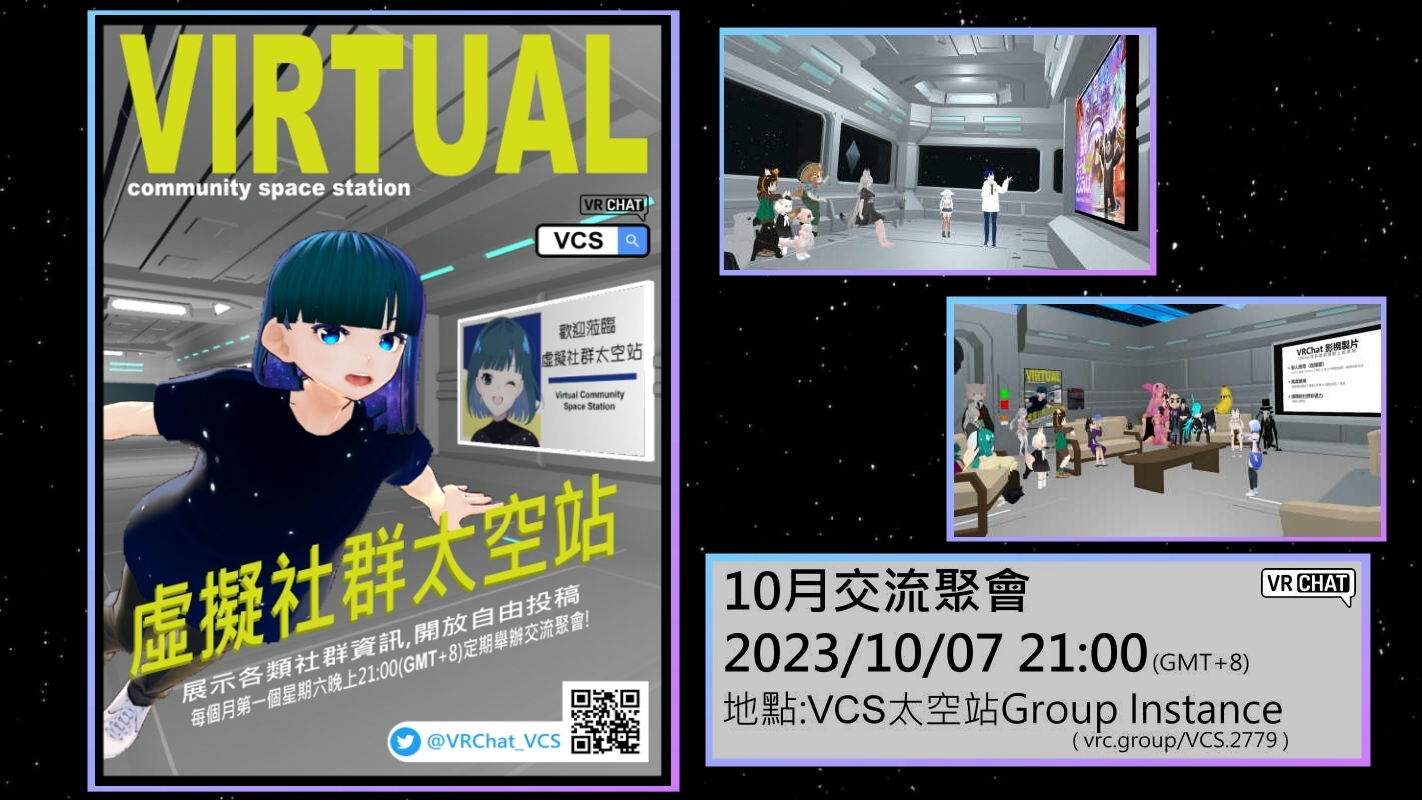 VIRTUAL
community space station
VRCHAT
VCS
歡迎蒞臨
虛擬社群太空站
Virtual Community
Space Station
虛擬社群太空站
展示各類社群資訊,開放自由投稿
每個月第一個星期六晚上21:00(GMT+8)定期舉辦交流聚會!
@VRChat_VCS
VIRTUAL
VRChat 影視製片
10月交流聚會
VRCHAT
2023/10/07 21:00(GMT+8)
地點:VCS太空站Group Instance
( vrc.group/VCS.2779 )